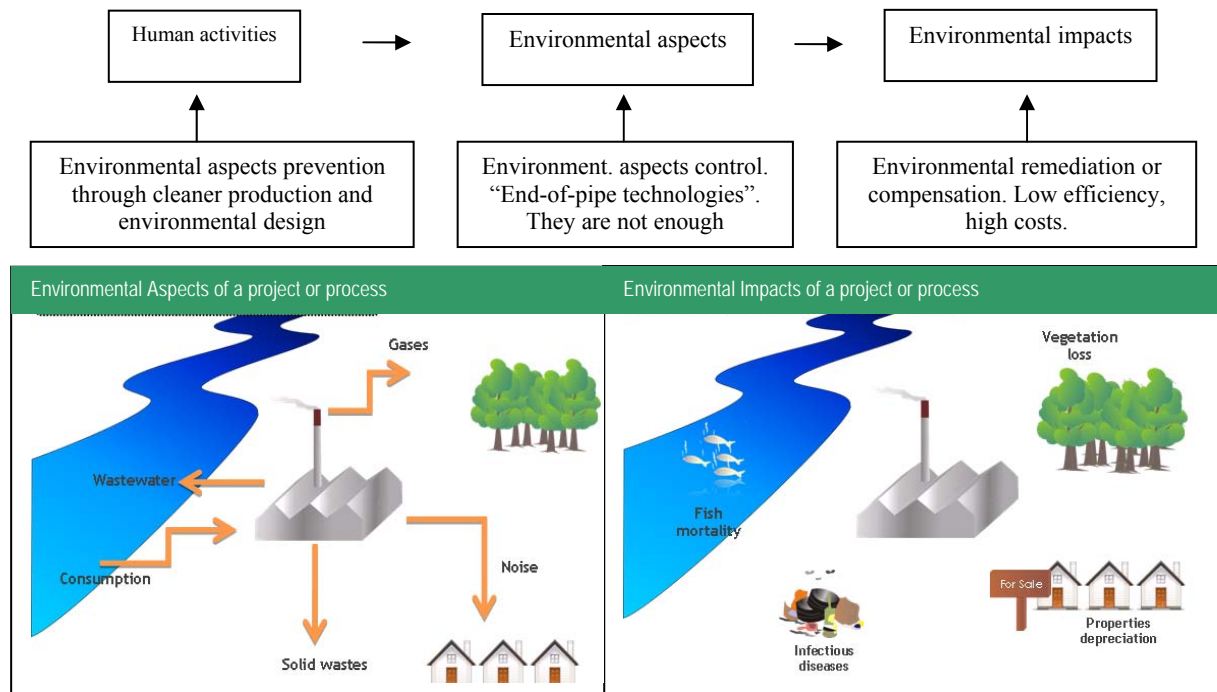 Human activities
Environmental aspects
Environmental impacts
Environmental aspects prevention
through cleaner production and
environmental design
Environment. aspects control.
“End-of-pipe technologies”.
They are not enough
Environmental remediation or
compensation. Low efficiency,
high costs.
Environmental Aspects of a project or process
Gases
Wastewater
Consumption
Noise
Solid wastes
Environmental Impacts of a project or process
Vegetation
loss
Fish
mortality
For Sale
Properties
depreciation
Infectious
diseases